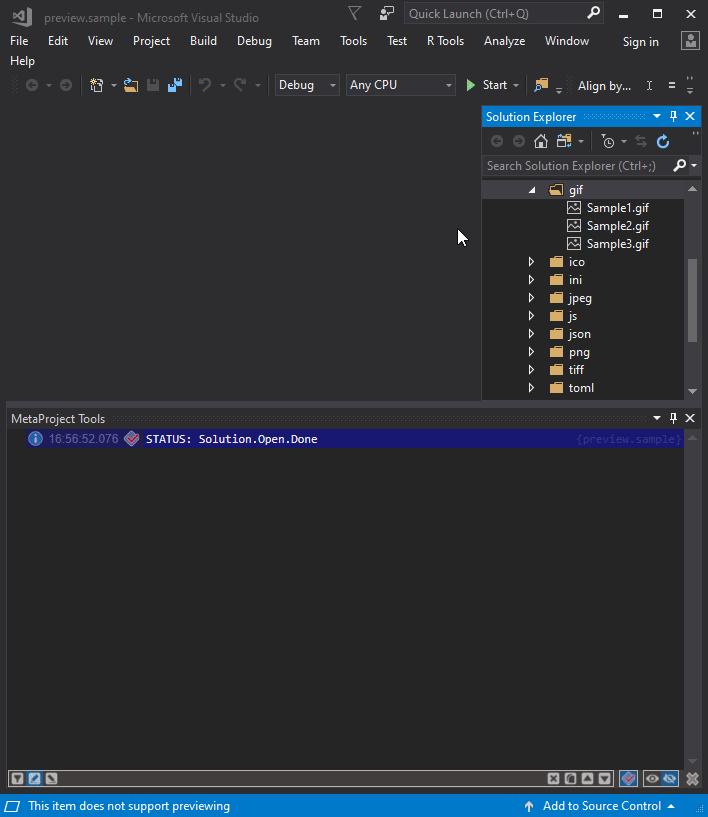 preview.sample - Microsoft Visual Studio
Quick Launch (Ctrl+Q)
File Edit View Project Build Debug Team Tools Test R Tools Analyze Window Sign in
Help
Debug Any CPU Start Align by...
Solution Explorer
Search Solution Explorer (Ctrl+;)
gif
Sample1.gif
Sample2.gif
Sample3.gif
ico
ini
jpeg
js
json
png
tiff
toml
MetaProject Tools
16:56:52.076 STATUS: Solution.Open.Done {preview.sample}
This item does not support previewing Add to Source Control